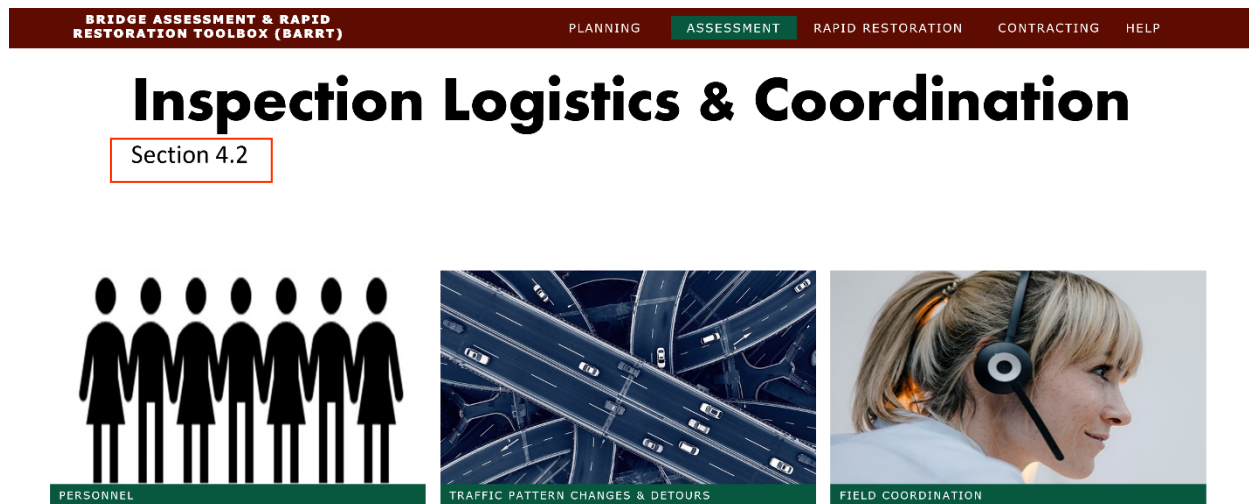 BRIDGE ASSESSMENT & RAPID
RESTORATION TOOLBOX (BARRT)
PLANNING ASSESSMENT RAPID RESTORATION CONTRACTING HELP
Inspection Logistics & Coordination
Section 4.2
PERSONNEL
TRAFFIC PATTERN CHANGES & DETOURS
FIELD COORDINATION